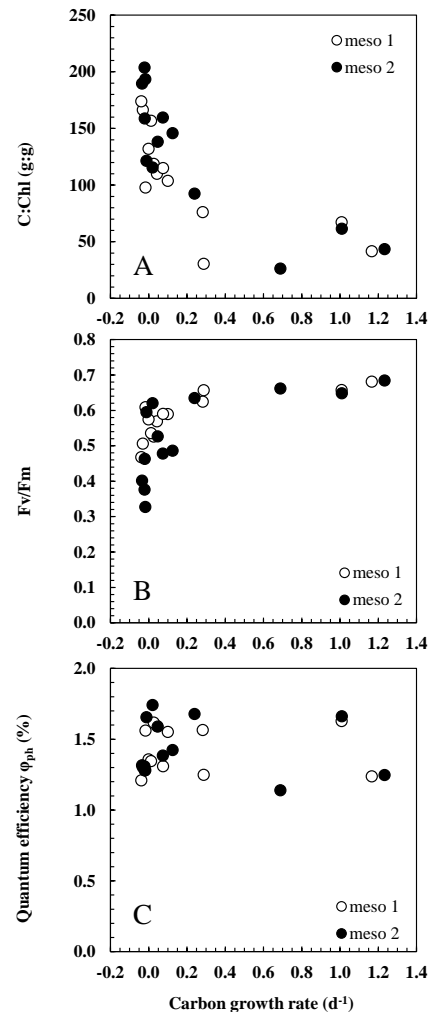 250
200
150
100
50
0
C:Chl (g:g)
meso 1
meso 2
A
-0.2 0.0 0.2 0.4 0.6 0.8 1.0 1.2 1.4
0.8
0.7
0.6
0.5
0.4
0.3
0.2
0.1
0.0
Fv/Fm
meso 1
meso 2
B
-0.2 0.0 0.2 0.4 0.6 0.8 1.0 1.2 1.4
2.0
1.5
1.0
0.5
0.0
Quantum efficiency φph (%)
meso 1
meso 2
C
-0.2 0.0 0.2 0.4 0.6 0.8 1.0 1.2 1.4
Carbon growth rate (d-1)